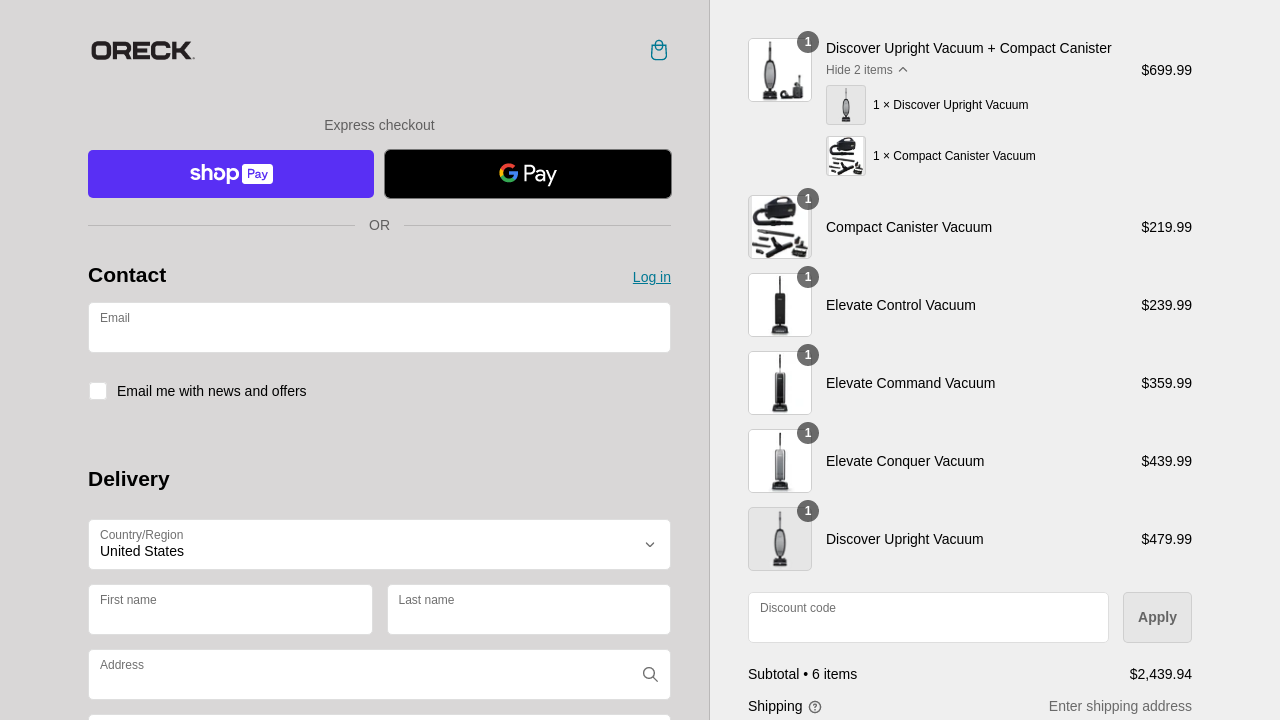 ORECK
Express checkout
shop Pay
G Pay
OR
Contact
Log in
Email
Email me with news and offers
Delivery
Country/Region
United States
First name
Last name
Address
1
Discover Upright Vacuum + Compact Canister
Hide 2 items
$699.99
1 × Discover Upright Vacuum
1 × Compact Canister Vacuum
1
Compact Canister Vacuum
$219.99
1
Elevate Control Vacuum
$239.99
1
Elevate Command Vacuum
$359.99
1
Elevate Conquer Vacuum
$439.99
1
Discover Upright Vacuum
$479.99
Discount code
Apply
Subtotal • 6 items
$2,439.94
Shipping
Enter shipping address